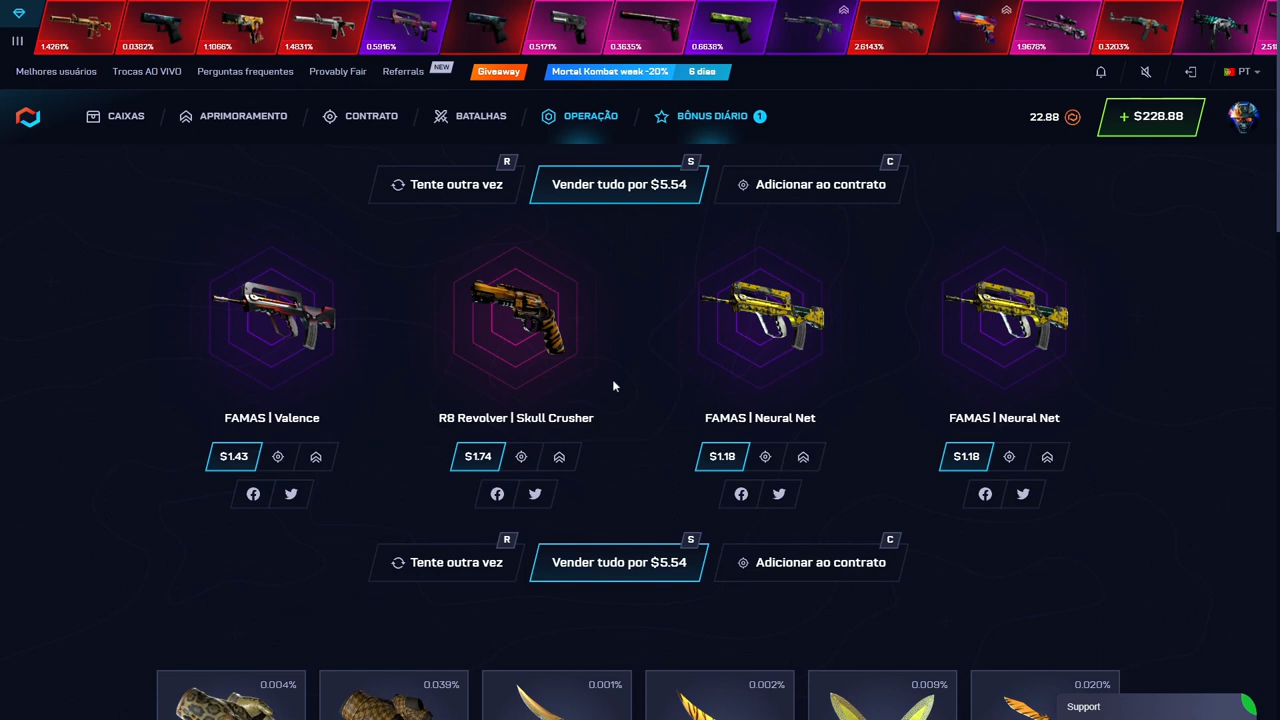 1.4261%
0.0382%
1.1066%
1.4831%
0.5916%
0.5171%
0.3635%
0.6636%
2.6143%
1.9676%
0.3203%
Melhores usuários
Trocas AO VIVO
Perguntas frequentes
Provably Fair
Referrals
NEW
Giveaway
Mortal Kombat week -20%
6 dias
PT
CAIXAS
APRIMORAMENTO
CONTRATO
BATALHAS
OPERAÇÃO
BÔNUS DIÁRIO
1
22.88
+ $228.88
R
Tente outra vez
S
Vender tudo por $5.54
C
Adicionar ao contrato
FAMAS | Valence
R8 Revolver | Skull Crusher
FAMAS | Neural Net
FAMAS | Neural Net
$1.43
$1.74
$1.18
$1.18
R
Tente outra vez
S
Vender tudo por $5.54
C
Adicionar ao contrato
0.004%
0.039%
0.001%
0.002%
0.009%
0.020%
Support